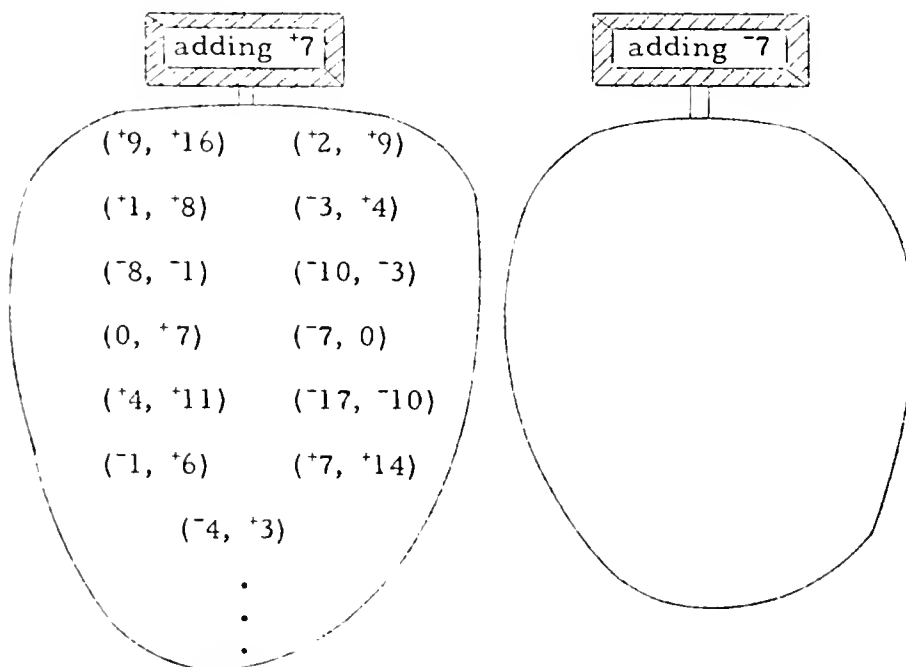 adding ⁺7 adding ⁻7
(⁺9, ⁺16) (⁺2, ⁺9)
(⁺1, ⁺8) (⁻3, ⁺4)
(⁻8, ⁻1) (⁻10, ⁻3)
(0, ⁺7) (⁻7, 0)
(⁺4, ⁺11) (⁻17, ⁻10)
(⁻1, ⁺6) (⁺7, ⁺14)
(⁻4, ⁺3)
.
.
.